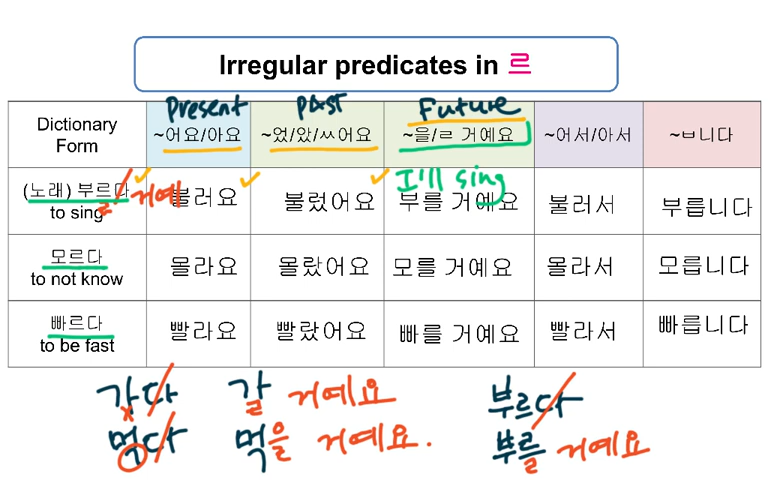 Irregular predicates in 르
Present Past Future
Dictionary Form ~어요/아요 ~었/았/ㅆ어요 ~을/ㄹ 거예요 ~어서/아서 ~ㅂ니다
I'll sing
(노래) 부르다 to sing 불러요 불렀어요 부를 거예요 불러서 부릅니다
ㄹ 거예
모르다 to not know 몰라요 몰랐어요 모를 거예요 몰라서 모릅니다
빠르다 to be fast 빨라요 빨랐어요 빠를 거예요 빨라서 빠릅니다
가다 갈 거예요 부르다
먹다 먹을 거예요. 부를 거예요